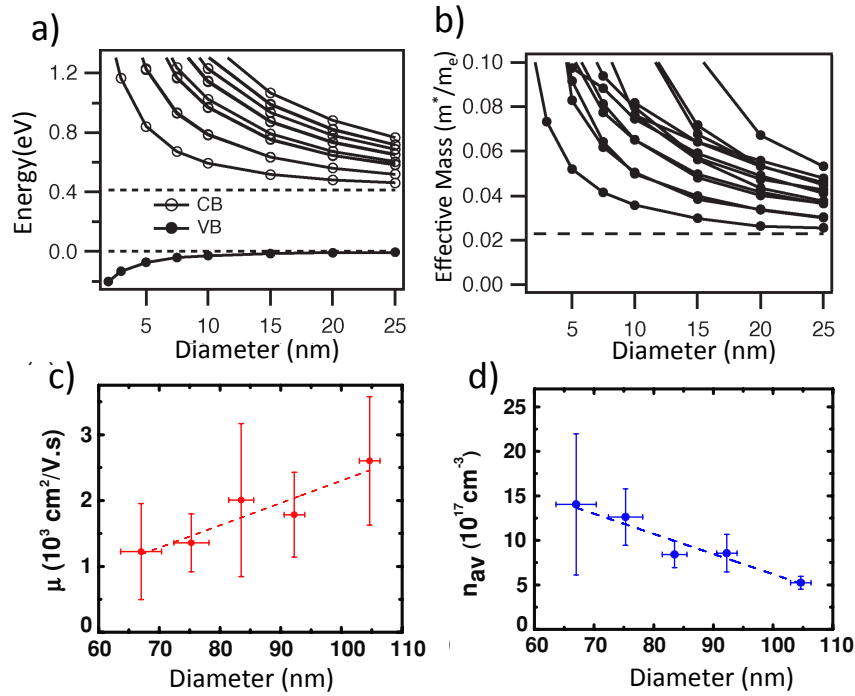 a)
1.2
0.8
0.4
0.0
Energy(eV)
CB
VB
5
10
15
20
25
Diameter (nm)
b)
0.10
0.08
0.06
0.04
0.02
0.00
Effective Mass (m*/mₑ)
5
10
15
20
25
Diameter (nm)
c)
3
2
1
0
μ (10³ cm²/V.s)
60 70 80 90 100 110
Diameter (nm)
d)
25
20
15
10
5
0
n_av (10¹⁷cm⁻³)
60 70 80 90 100 110
Diameter (nm)